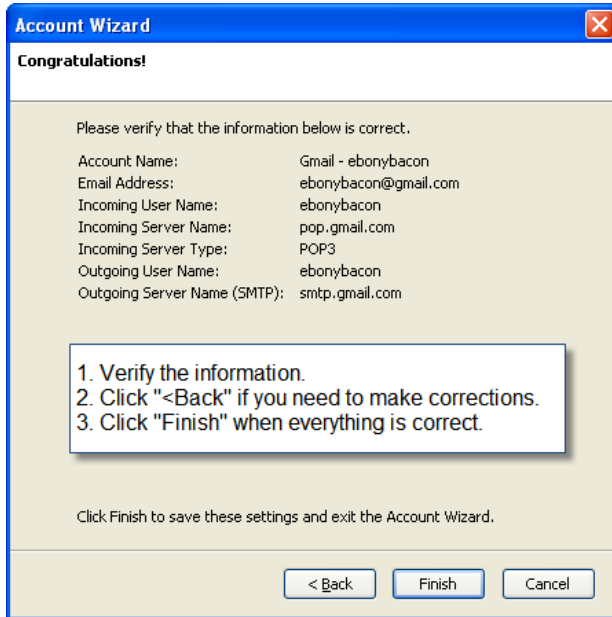 Account Wizard
Congratulations!
Please verify that the information below is correct.
Account Name: Gmail - ebonybacon
Email Address: ebonybacon@gmail.com
Incoming User Name: ebonybacon
Incoming Server Name: pop.gmail.com
Incoming Server Type: POP3
Outgoing User Name: ebonybacon
Outgoing Server Name (SMTP): smtp.gmail.com
1. Verify the information.
2. Click "<Back" if you need to make corrections.
3. Click "Finish" when everything is correct.
Click Finish to save these settings and exit the Account Wizard.
< Back Finish Cancel